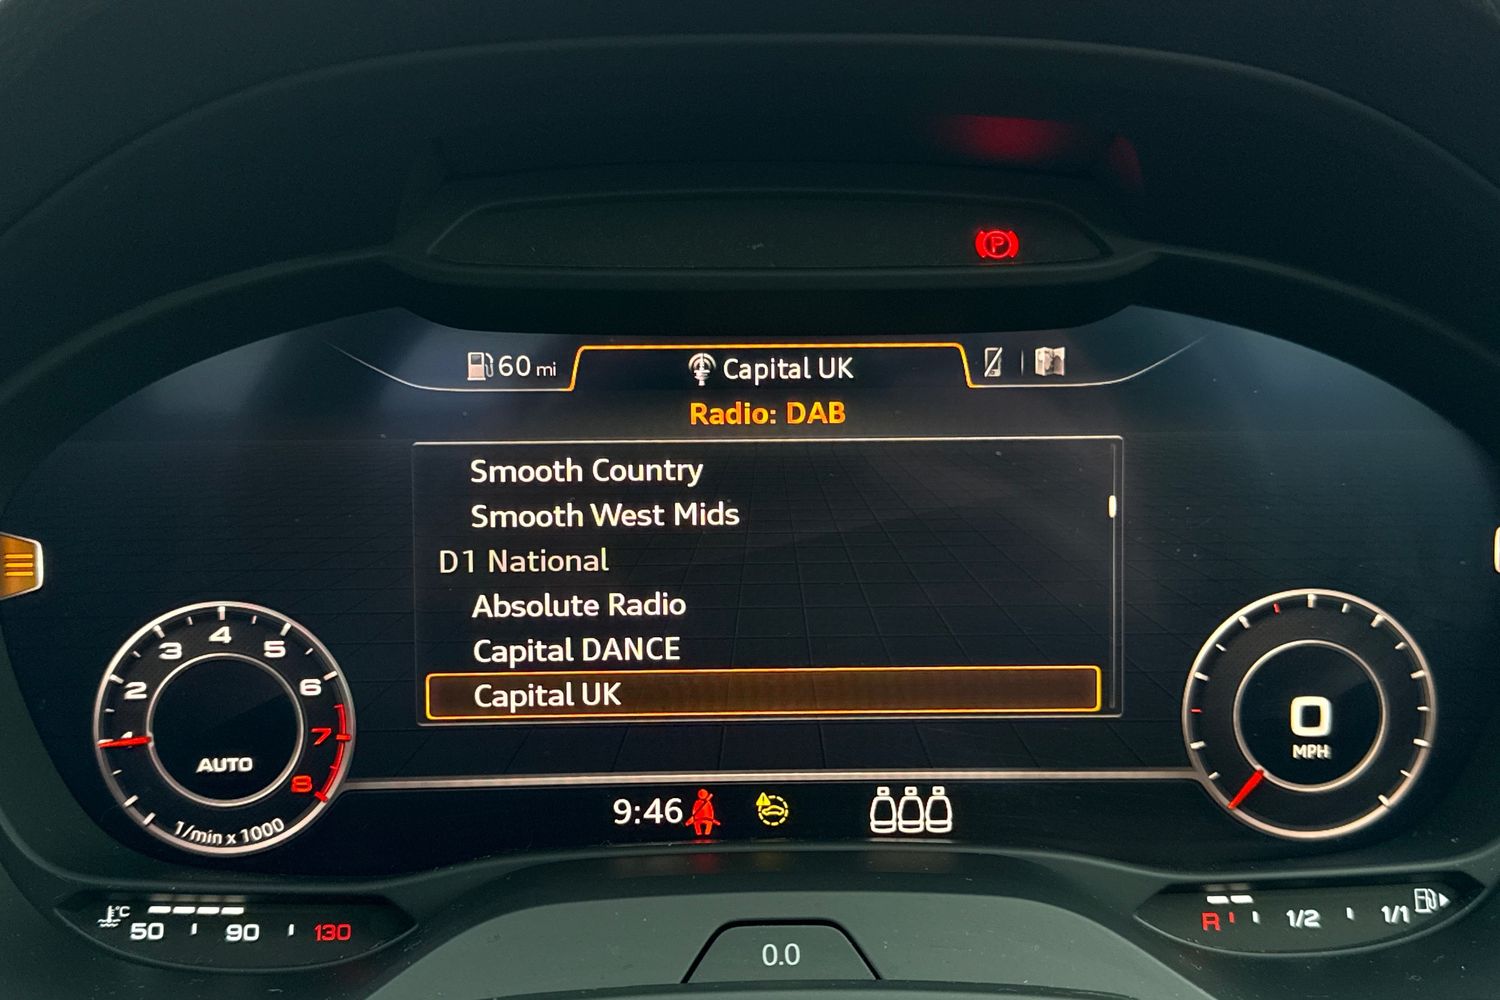 P
60 mi
Capital UK
Radio: DAB
Smooth Country
Smooth West Mids
D1 National
Absolute Radio
Capital DANCE
Capital UK
1 2 3 4 5 6 7 8
AUTO
1/min x 1000
0
MPH
9:46
°C
50 90 130
R 1/2 1/1
0.0